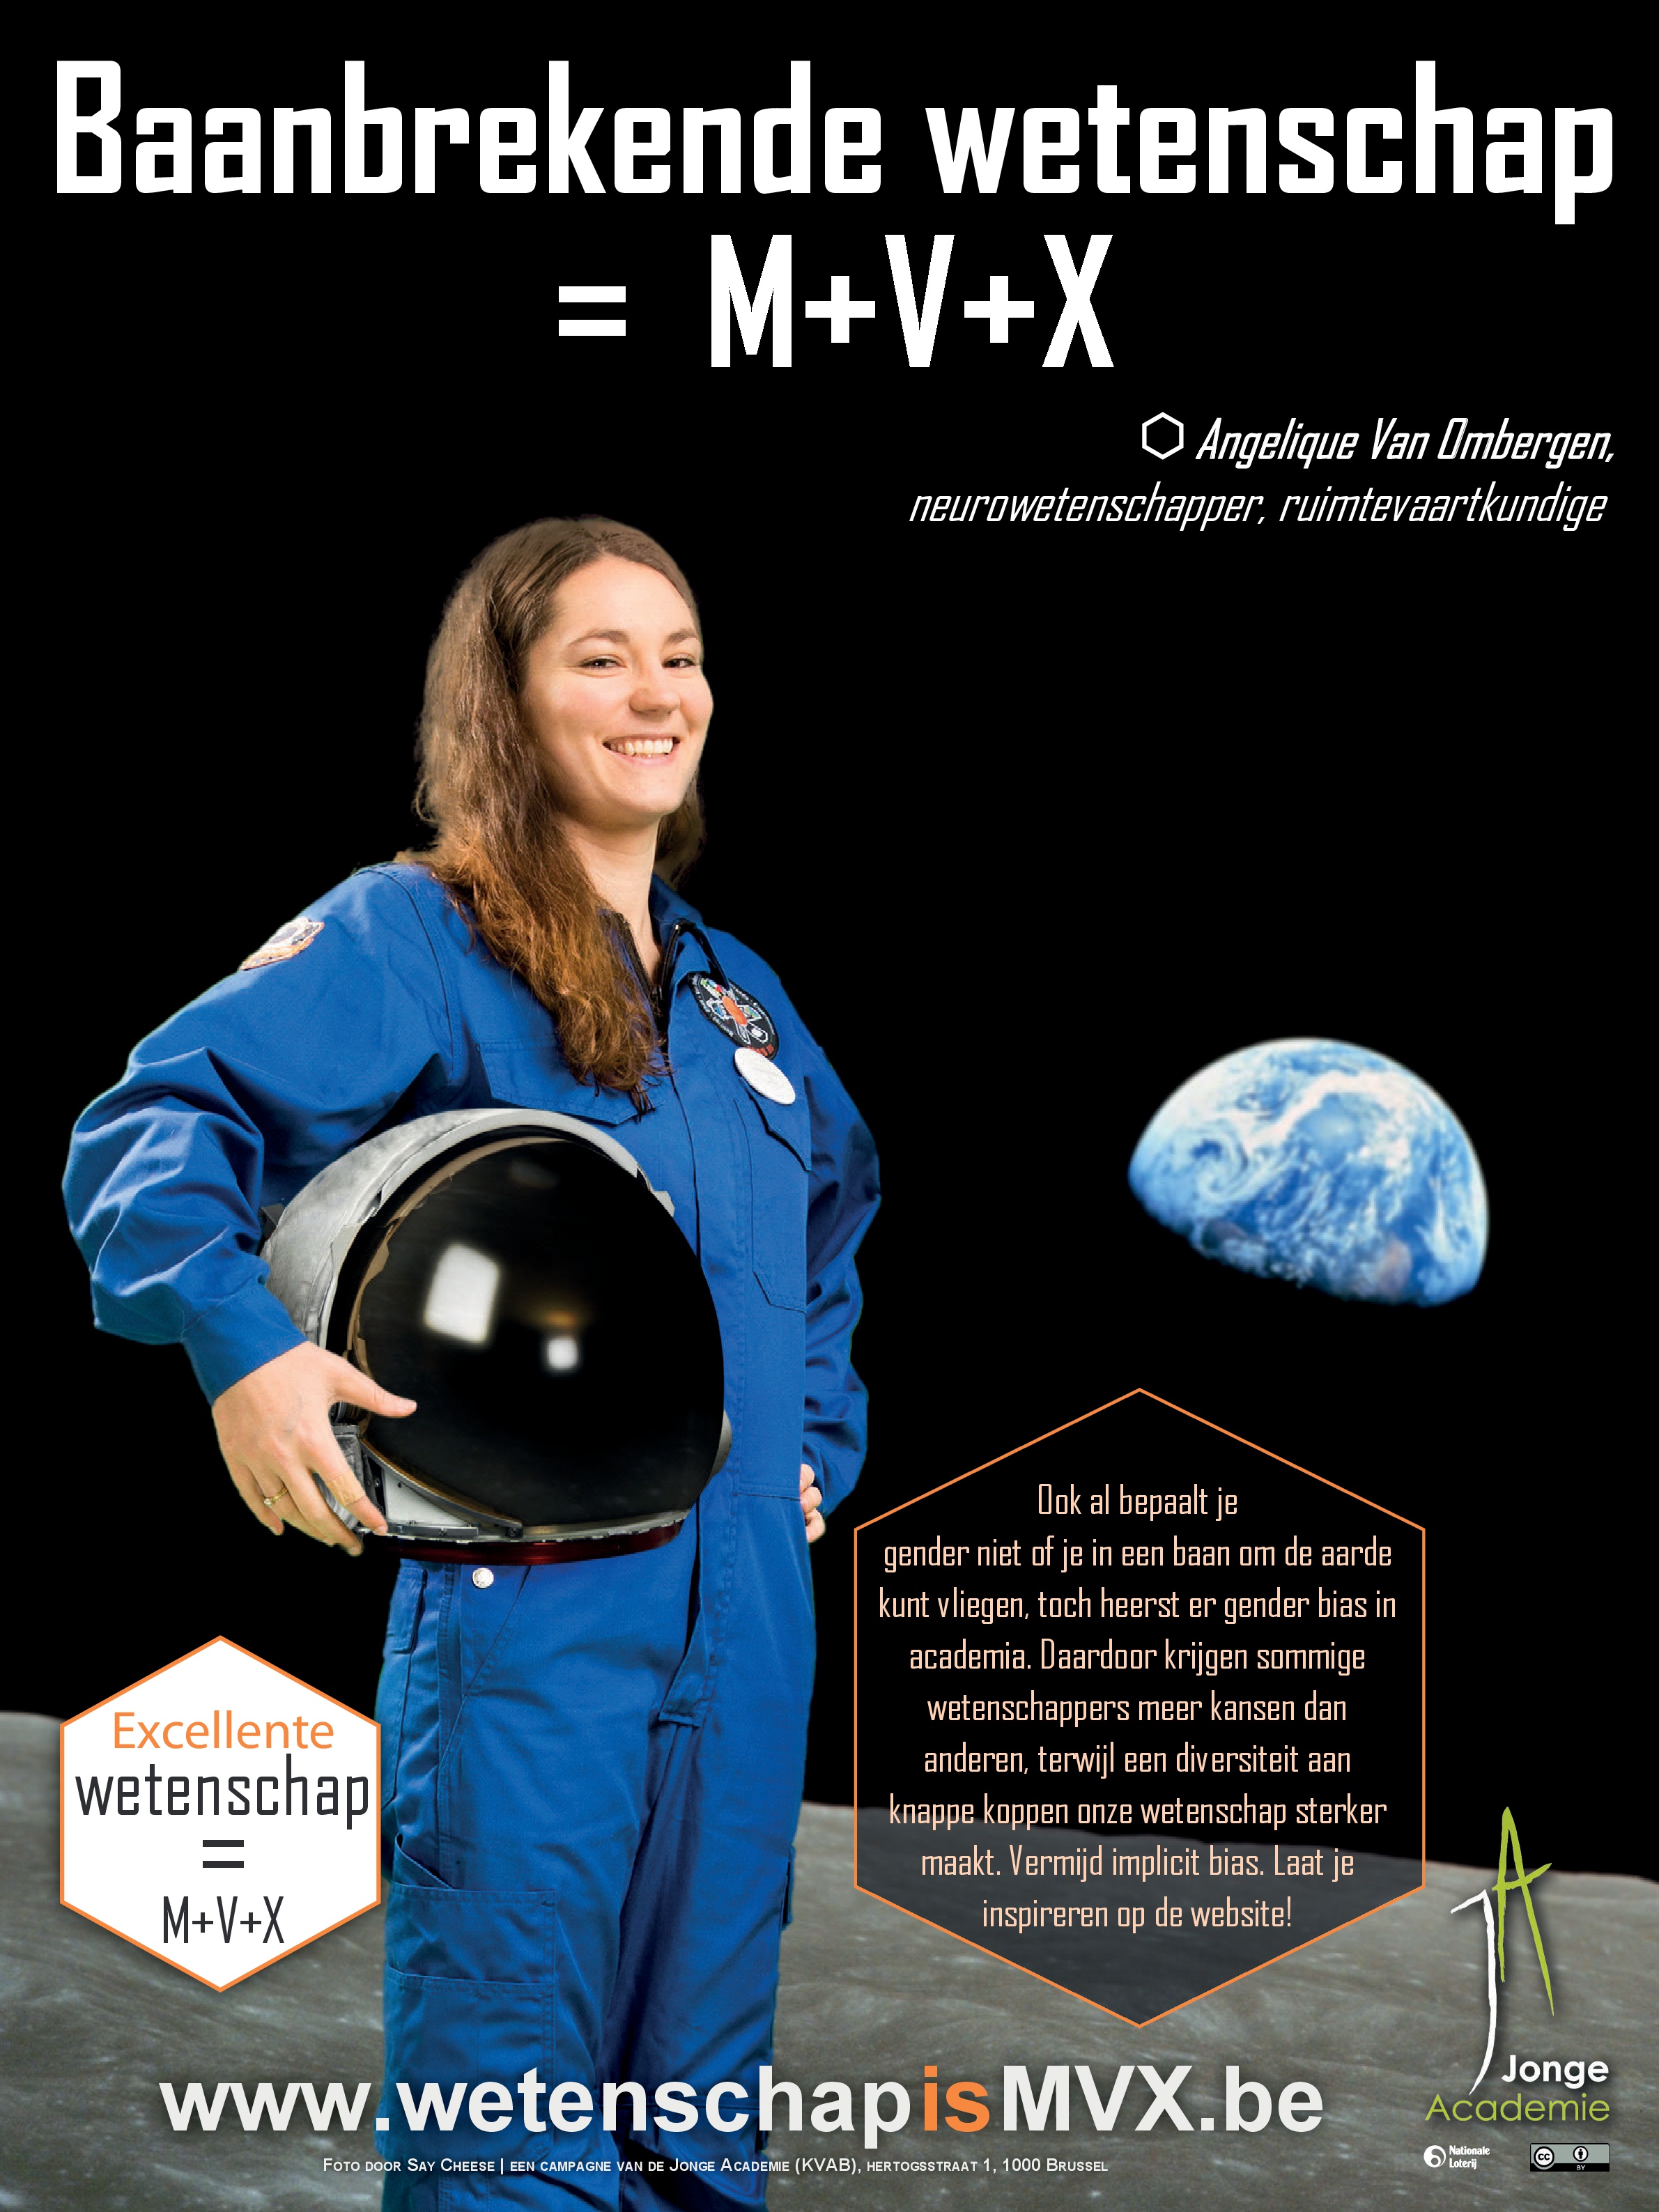 Baanbrekende wetenschap
= M+V+X
Angelique Van Ombergen,
neurowetenschapper, ruimtevaartkundige
Ook al bepaalt je
gender niet of je in een baan om de aarde
kunt vliegen, toch heerst er gender bias in
academia. Daardoor krijgen sommige
wetenschappers meer kansen dan
anderen, terwijl een diversiteit aan
knappe koppen onze wetenschap sterker
maakt. Vermijd implicit bias. Laat je
inspireren op de website!
Excellente
wetenschap
=
M+V+X
www.wetenschapisMVX.be
Jonge
Academie
Nationale
Loterij
cc
BY
Foto door Say Cheese | een campagne van de Jonge Academie (KVAB), hertogsstraat 1, 1000 Brussel